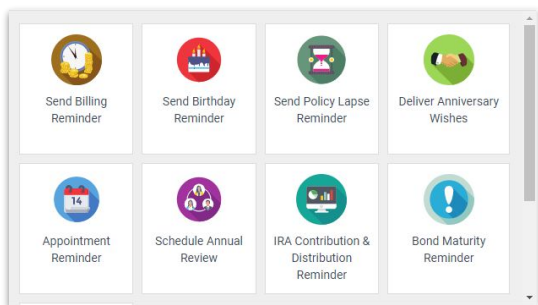 Send Billing
Reminder
Send Birthday
Reminder
Send Policy Lapse
Reminder
Deliver Anniversary
Wishes
14
Appointment
Reminder
Schedule Annual
Review
IRA Contribution &
Distribution
Reminder
Bond Maturity
Reminder